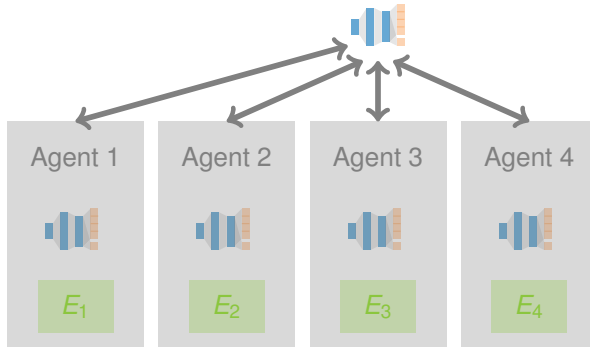 Agent 1 Agent 2 Agent 3 Agent 4
E₁ E₂ E₃ E₄